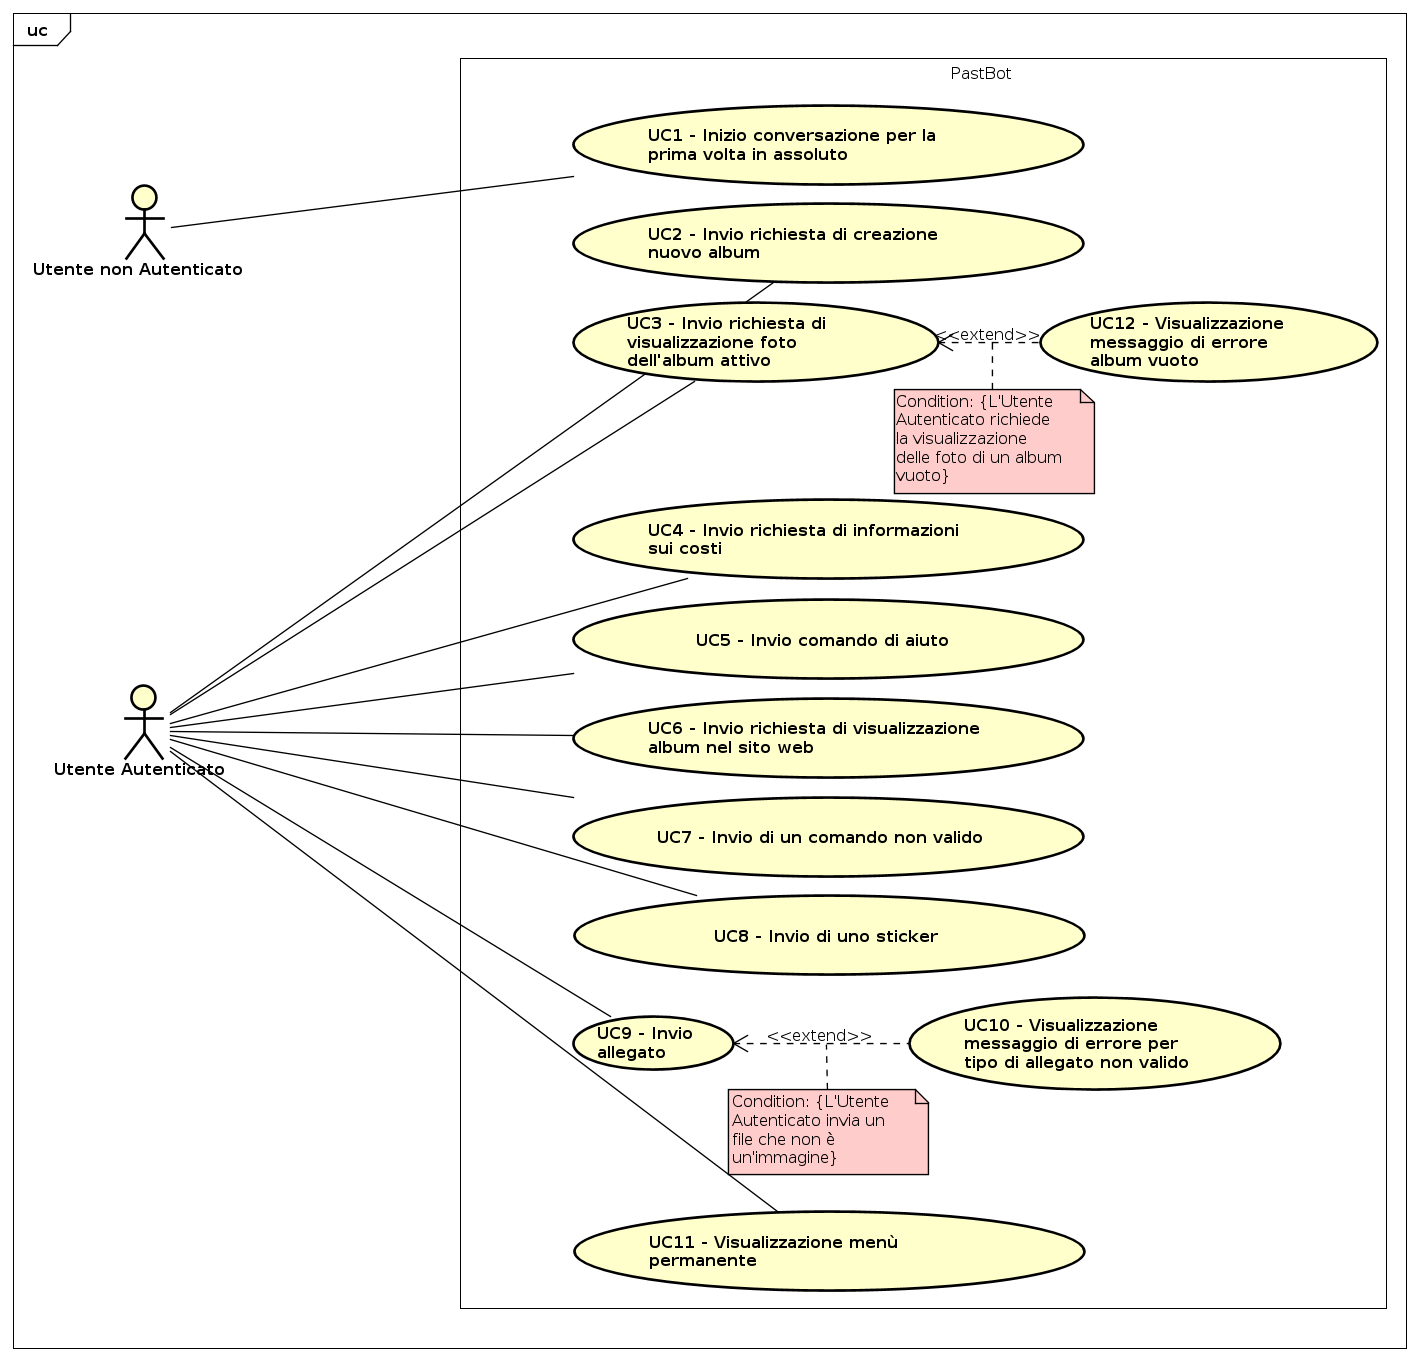 uc
PastBot
UC1 - Inizio conversazione per la
prima volta in assoluto
Utente non Autenticato
UC2 - Invio richiesta di creazione
nuovo album
UC3 - Invio richiesta di
visualizzazione foto
dell'album attivo
<<extend>>
UC12 - Visualizzazione
messaggio di errore
album vuoto
Condition: {L'Utente
Autenticato richiede
la visualizzazione
delle foto di un album
vuoto}
UC4 - Invio richiesta di informazioni
sui costi
UC5 - Invio comando di aiuto
UC6 - Invio richiesta di visualizzazione
album nel sito web
Utente Autenticato
UC7 - Invio di un comando non valido
UC8 - Invio di uno sticker
UC9 - Invio
allegato
<<extend>>
UC10 - Visualizzazione
messaggio di errore per
tipo di allegato non valido
Condition: {L'Utente
Autenticato invia un
file che non è
un'immagine}
UC11 - Visualizzazione menù
permanente